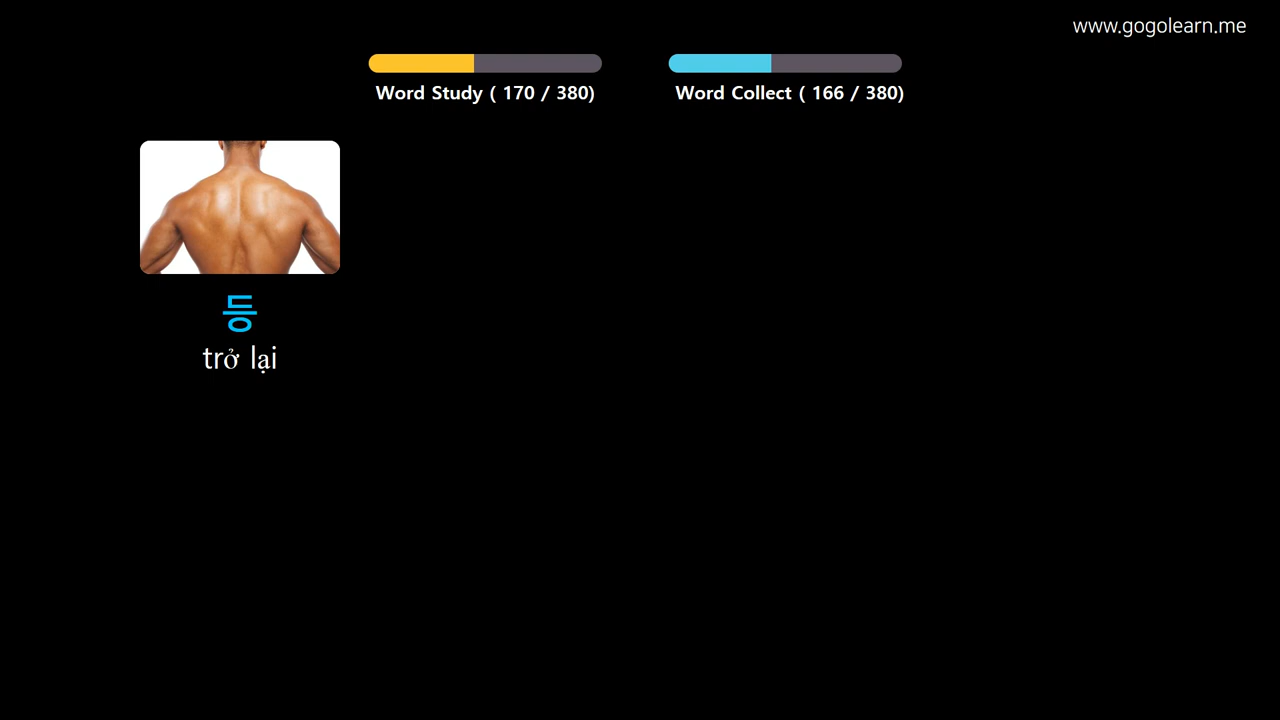 www.gogolearn.me
Word Study ( 170 / 380)
Word Collect ( 166 / 380)
등
trở lại